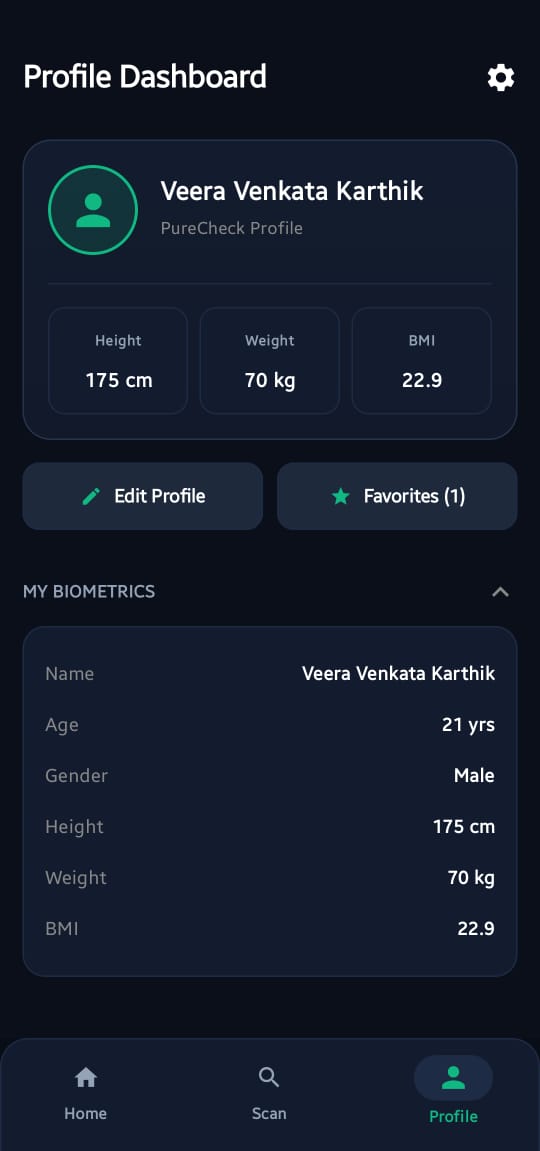 Profile Dashboard
Veera Venkata Karthik
PureCheck Profile
Height Weight BMI
175 cm 70 kg 22.9
Edit Profile Favorites (1)
MY BIOMETRICS
Name Veera Venkata Karthik
Age 21 yrs
Gender Male
Height 175 cm
Weight 70 kg
BMI 22.9
Home Scan Profile